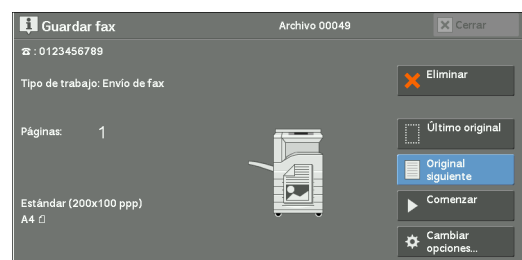 Guardar fax
Archivo 00049
Cerrar
☎ : 0123456789
Tipo de trabajo: Envío de fax
Eliminar
Páginas: 1
Último original
Original
siguiente
Estándar (200x100 ppp)
A4
Comenzar
Cambiar
opciones...